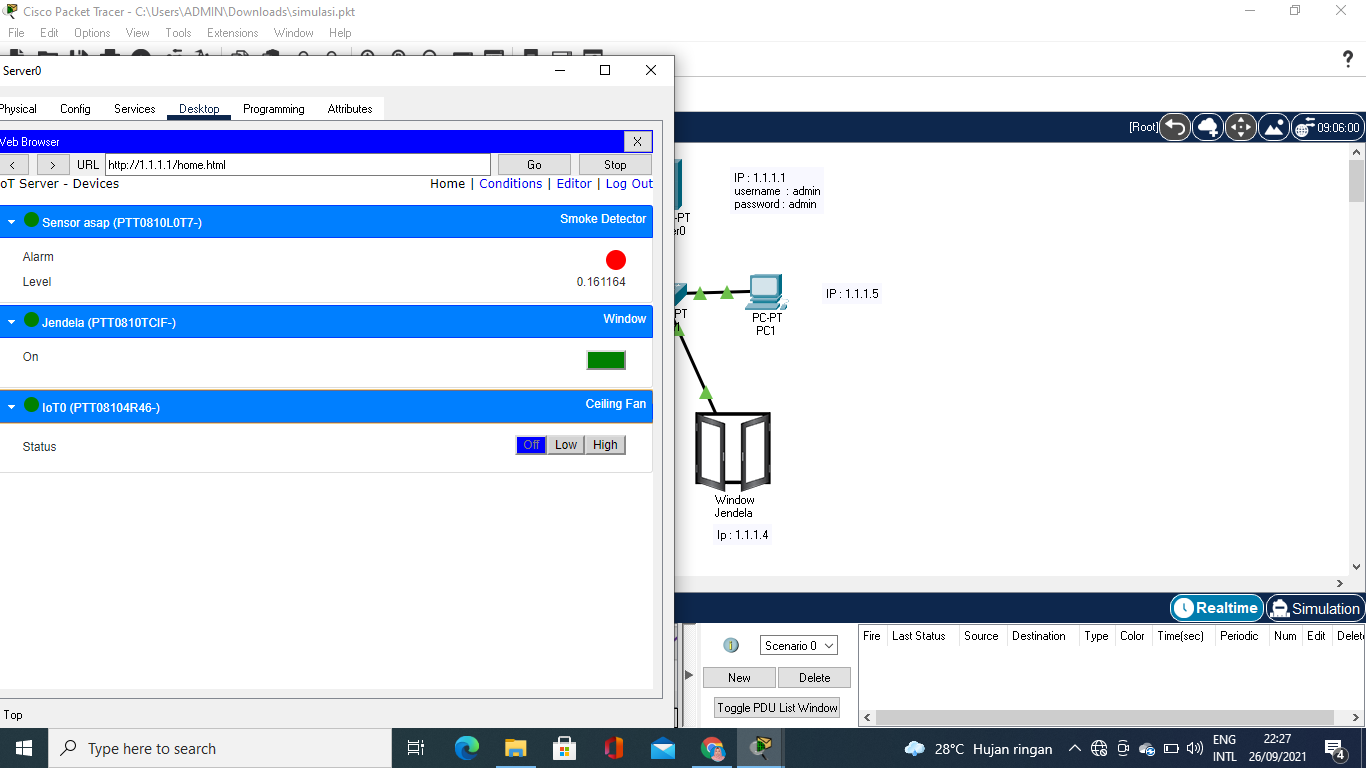 Cisco Packet Tracer - C:\Users\ADMIN\Downloads\simulasi.pkt
File Edit Options View Tools Extensions Window Help
?
Server0
Physical Config Services Desktop Programming Attributes
[Root] 09:06:00
Web Browser X
< > URL http://1.1.1.1/home.html Go Stop
IoT Server - Devices Home | Conditions | Editor | Log Out
Sensor asap (PTT0810L0T7-) Smoke Detector
Alarm
Level 0.161164
Jendela (PTT0810TCIF-) Window
On
IoT0 (PTT08104R46-) Ceiling Fan
Status Off Low High
Top
IP : 1.1.1.1
username : admin
password : admin
-PT
er0
PC-PT
PC1
IP : 1.1.1.5
PT
Window
Jendela
Ip : 1.1.1.4
Realtime Simulation
Scenario 0
New Delete
Toggle PDU List Window
Fire Last Status Source Destination Type Color Time(sec) Periodic Num Edit Delet
Type here to search
28°C Hujan ringan
ENG
INTL
22:27
26/09/2021
4